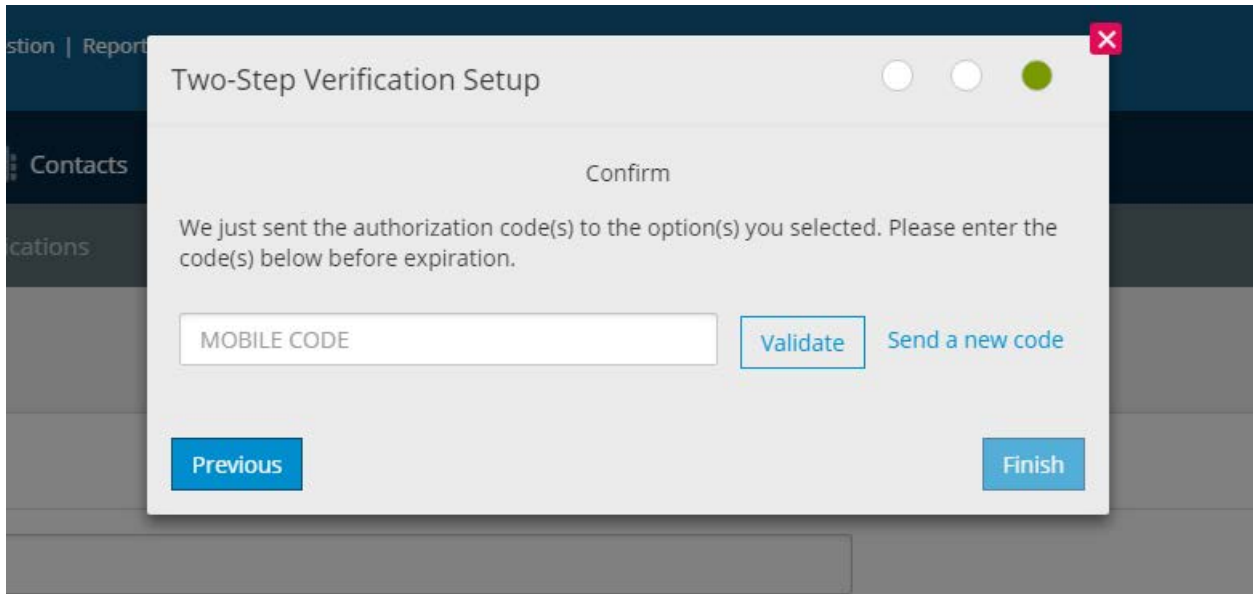 stion | Report
Two-Step Verification Setup
Contacts
Confirm
We just sent the authorization code(s) to the option(s) you selected. Please enter the
code(s) below before expiration.
ications
MOBILE CODE
Validate
Send a new code
Previous
Finish